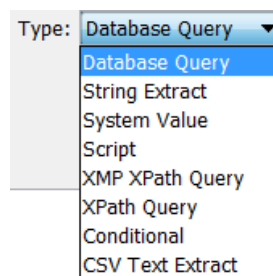 Type: Database Query
Database Query
String Extract
System Value
Script
XMP XPath Query
XPath Query
Conditional
CSV Text Extract